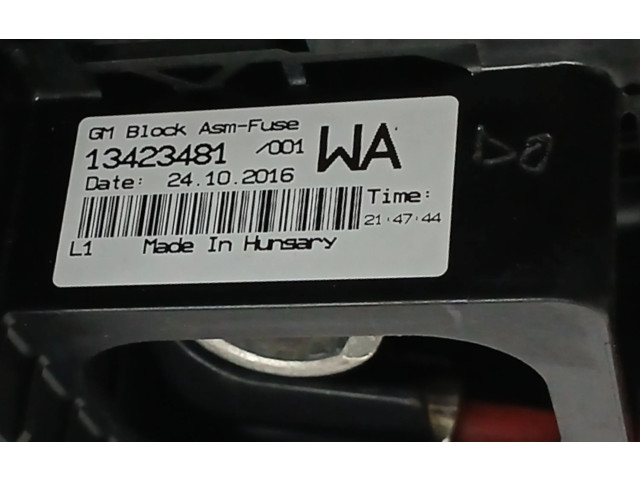 GM Block Asm-Fuse
13423481 /001 WA
Date: 24.10.2016
Time:
21:47:44
L1 Made In Hungary